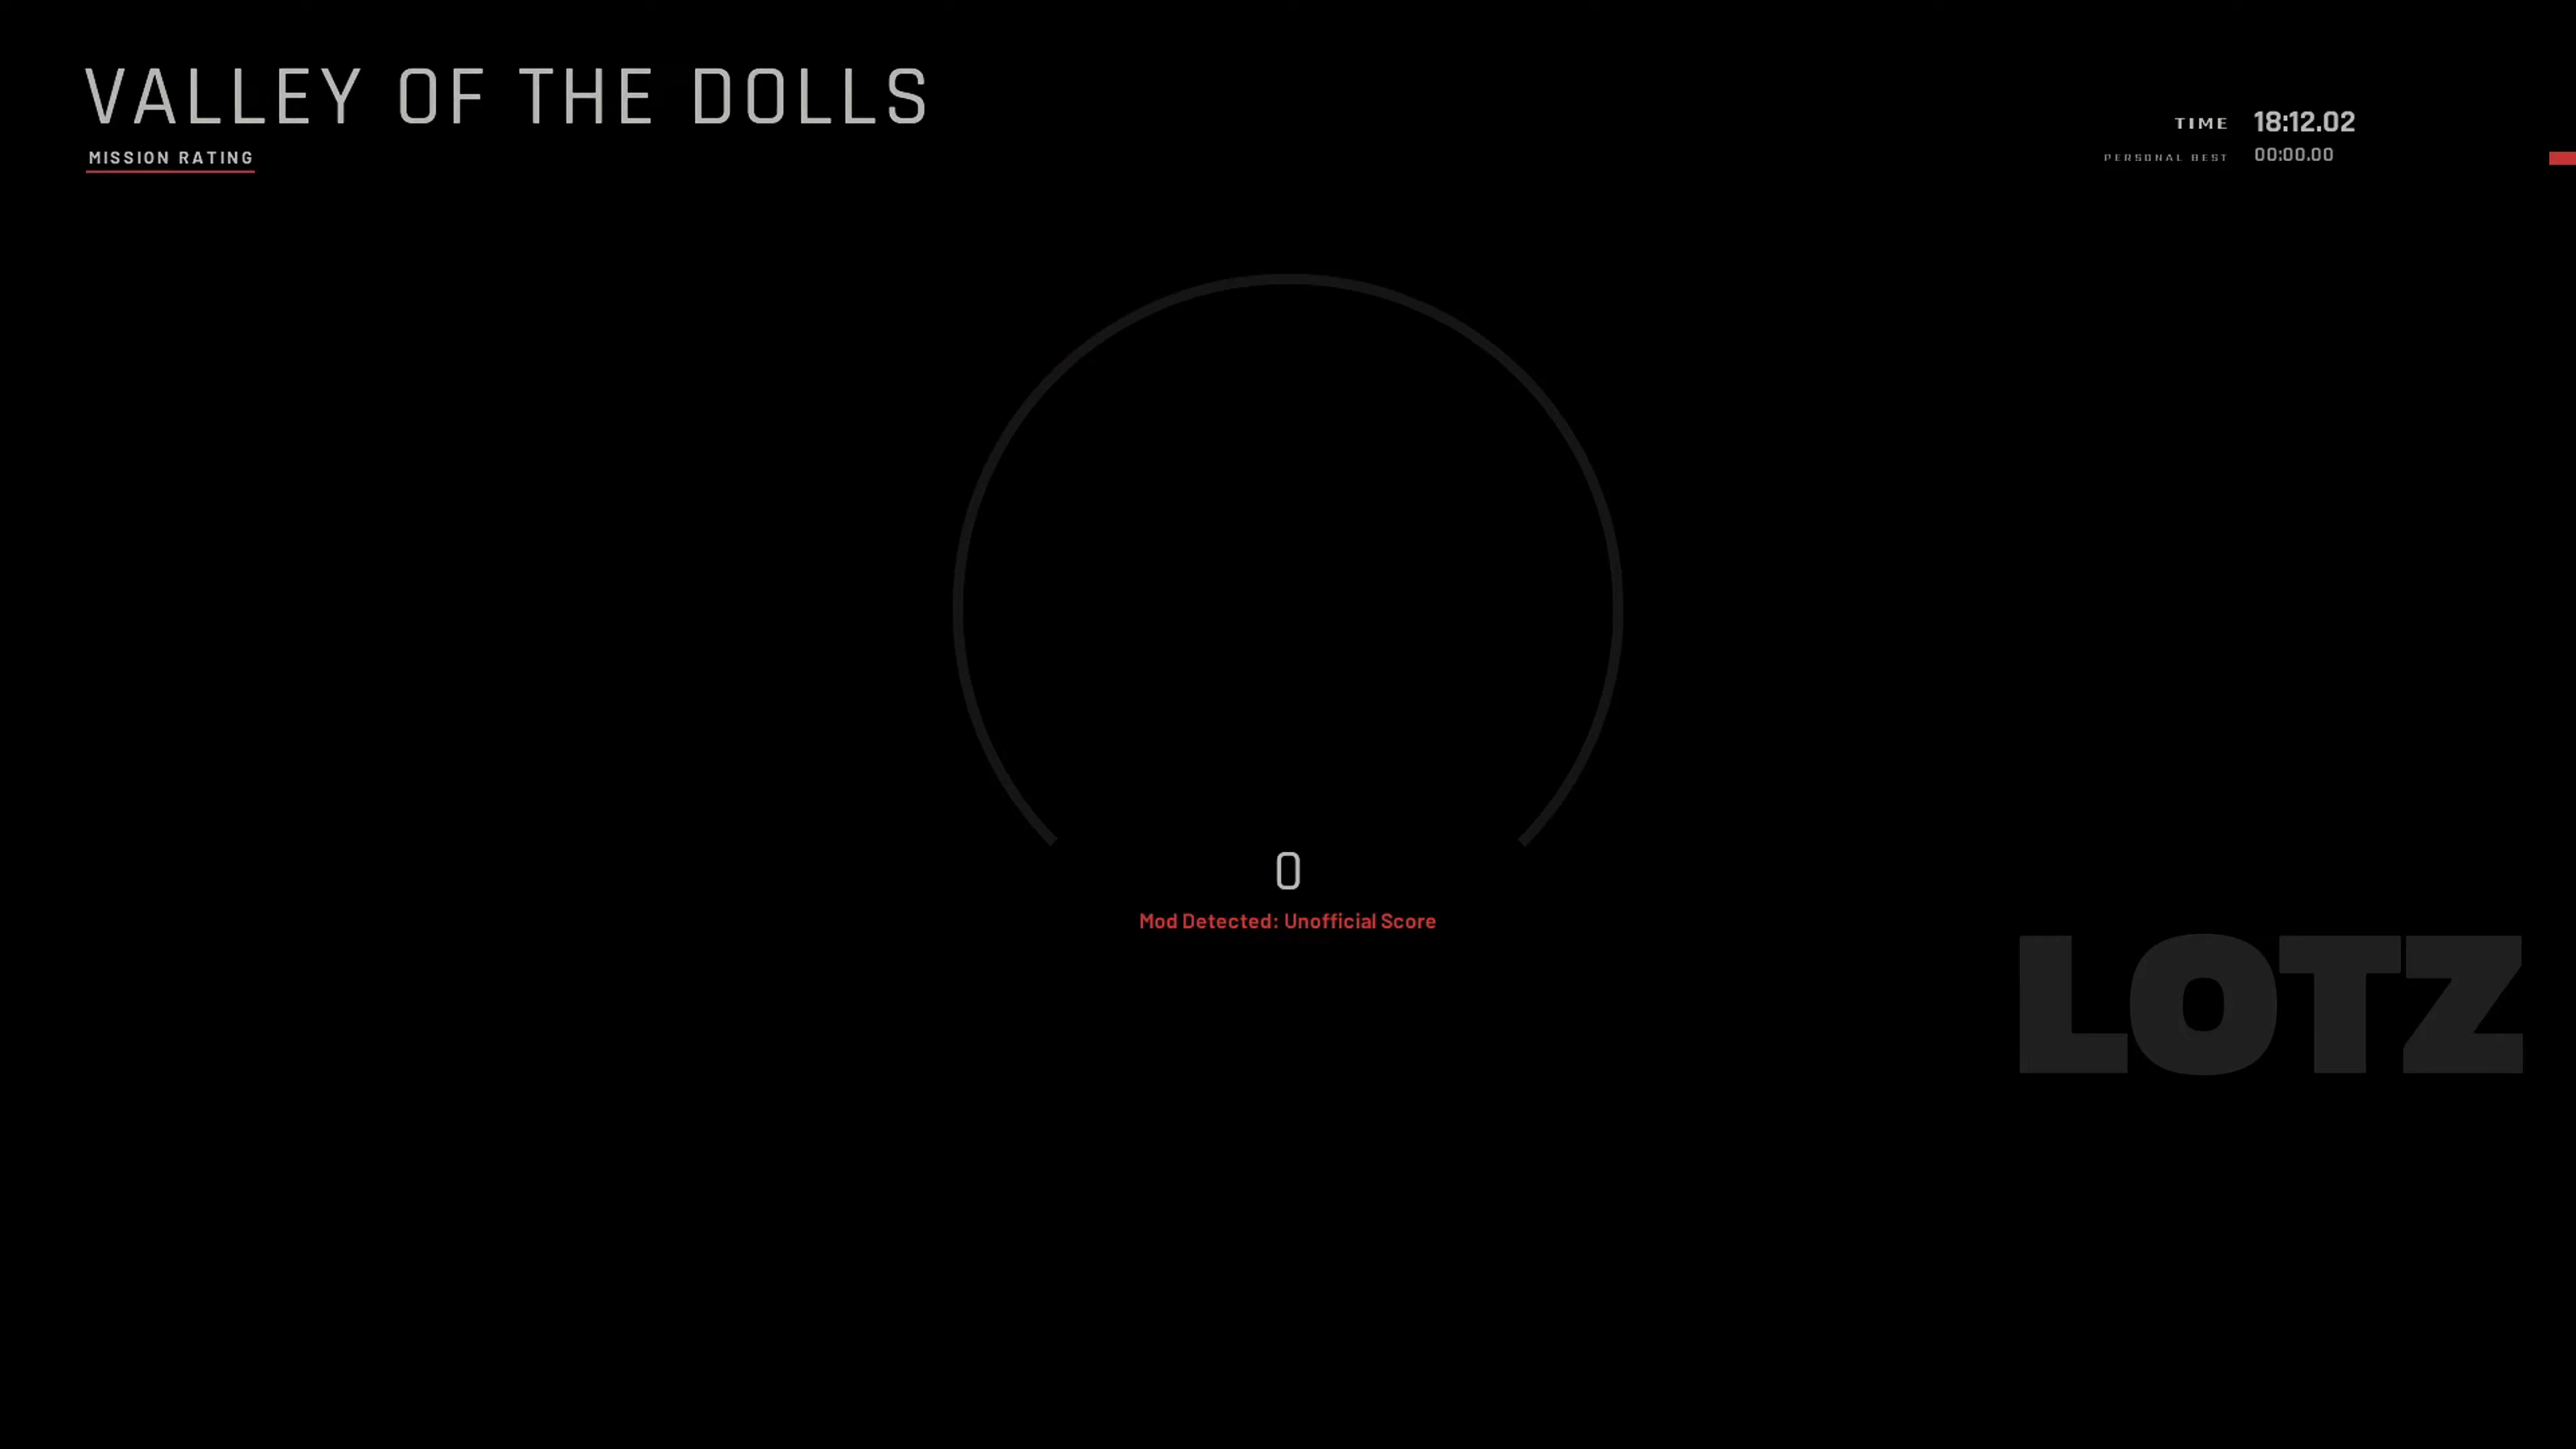 VALLEY OF THE DOLLS
MISSION RATING
TIME 18:12.02
PERSONAL BEST 00:00.00
0
Mod Detected: Unofficial Score
LOTZ